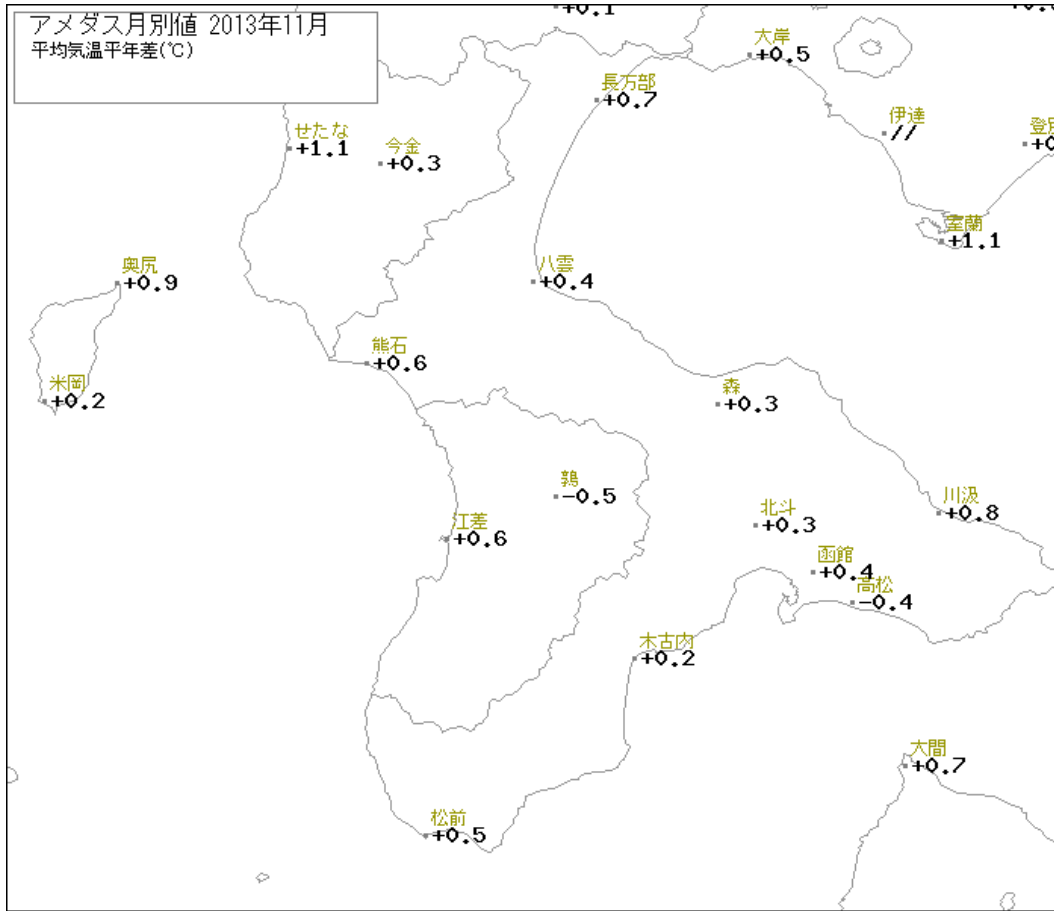 アメダス月別値 2013年11月
平均気温平年差(℃)
+0.1
大岸
+0.5
長万部
+0.7
伊達
//
せたな
+1.1
今金
+0.3
室蘭
+1.1
奥尻
+0.9
八雲
+0.4
熊石
+0.6
米岡
+0.2
森
+0.3
鶉
-0.5
川汲
+0.8
北斗
+0.3
江差
+0.6
函館
+0.4
高松
-0.4
木古内
+0.2
大間
+0.7
松前
+0.5